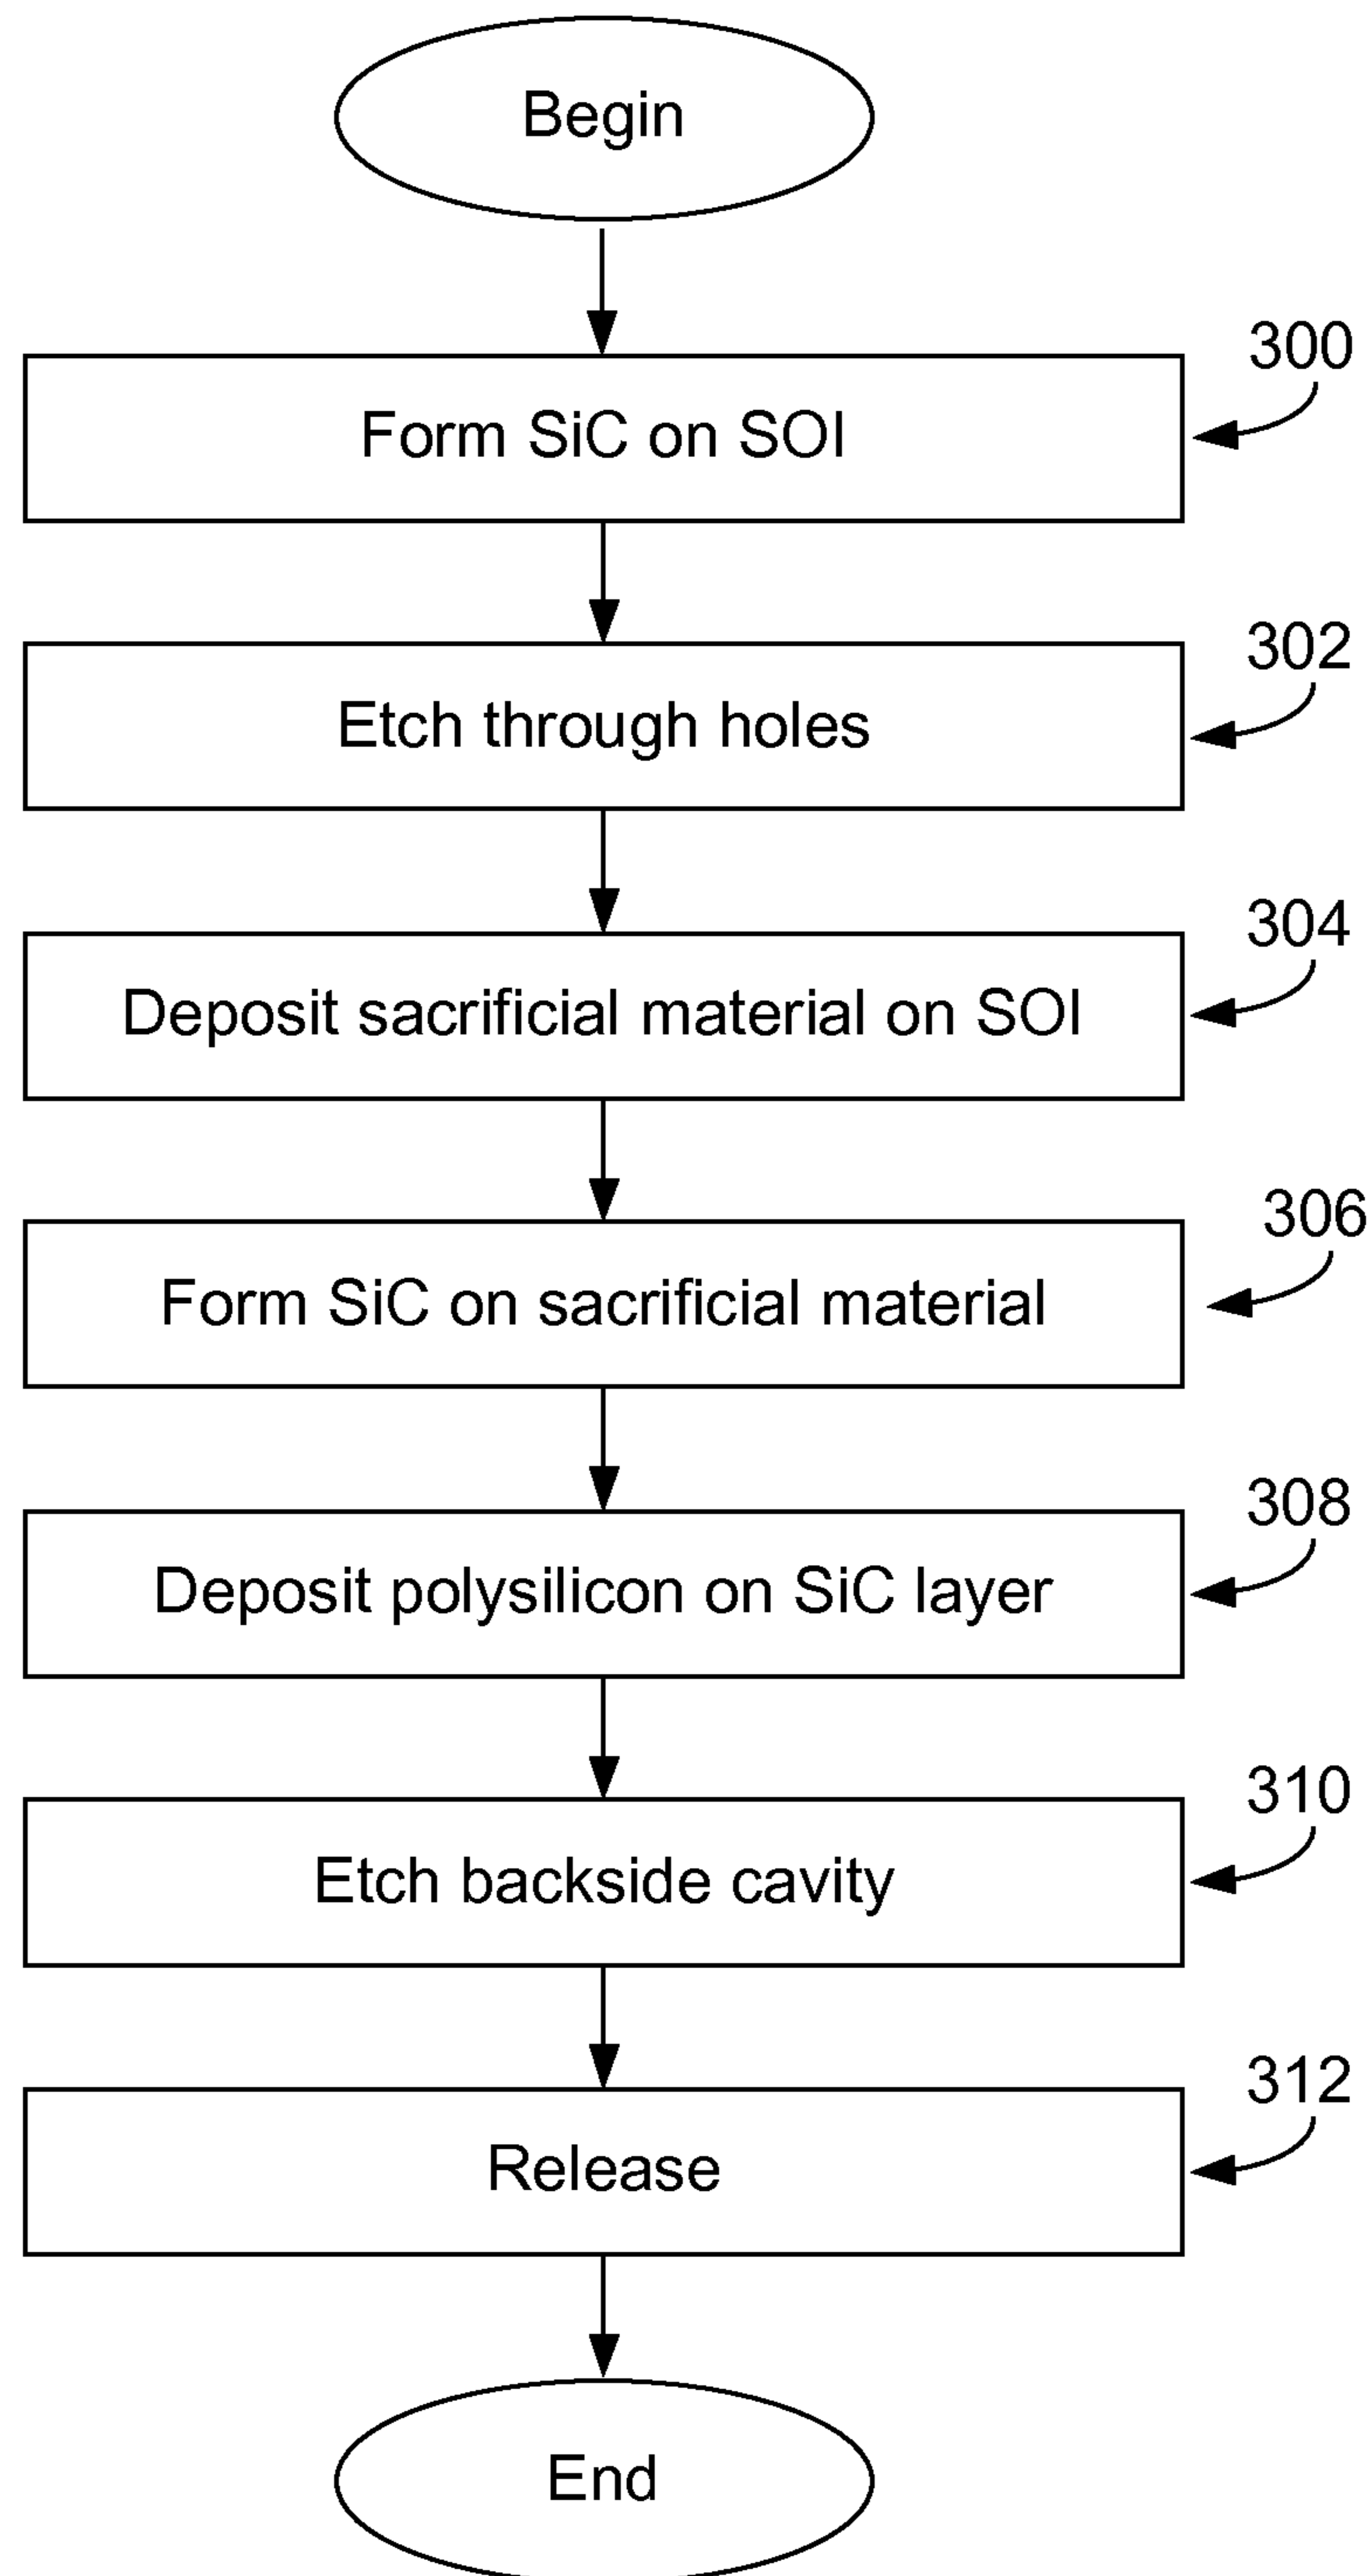 Begin
300
Form SiC on SOI
302
Etch through holes
304
Deposit sacrificial material on SOI
306
Form SiC on sacrificial material
308
Deposit polysilicon on SiC layer
310
Etch backside cavity
312
Release
End